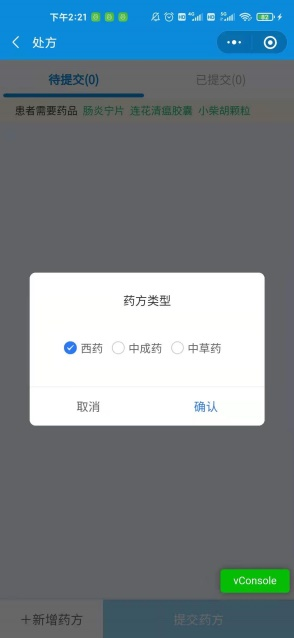 下午2:21
处方
待提交(0) 已提交(0)
患者需要药品 肠炎宁片 连花清瘟胶囊 小柴胡颗粒
药方类型
西药 中成药 中草药
取消 确认
vConsole
＋新增药方 提交药方